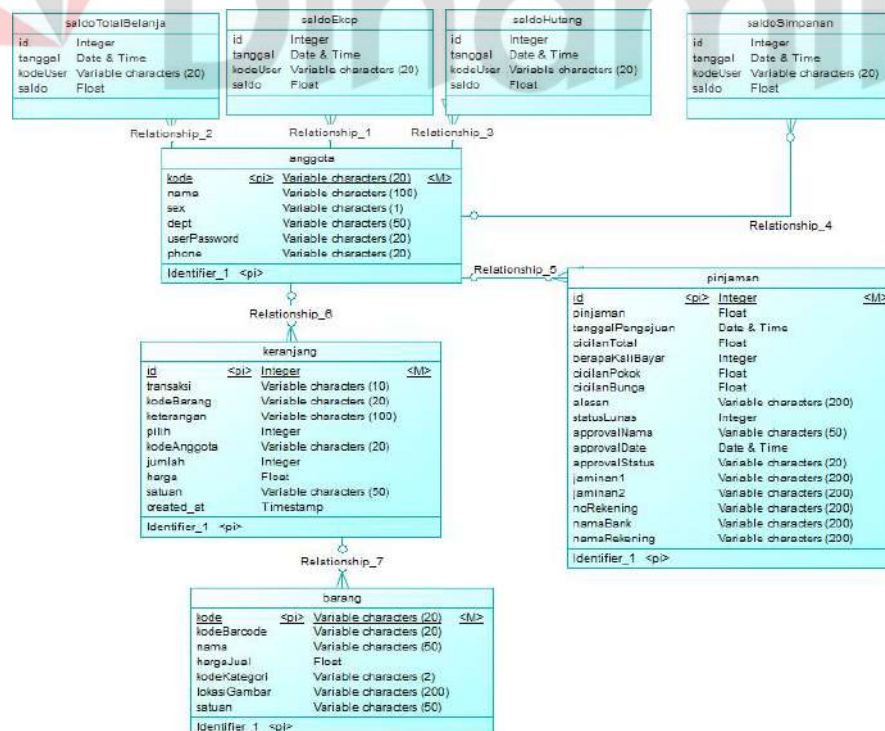 Dinami
saldoTotalBelanja
id Integer
tanggal Date & Time
kodeUser Variable characters (20)
saldo Float
saldoEkop
id Integer
tanggal Date & Time
kodeUser Variable characters (20)
saldo Float
saldoHutang
id Integer
tanggal Date & Time
kodeUser Variable characters (20)
saldo Float
saldoSimpanan
id Integer
tanggal Date & Time
kodeUser Variable characters (20)
saldo Float
Relationship_2
Relationship_1
Relationship_3
anggota
kode <pi> Variable characters (20) <M>
nama Variable characters (100)
sex Variable characters (1)
dept Variable characters (50)
userPassword Variable characters (20)
phone Variable characters (20)
Identifier_1 <pi>
Relationship_4
Relationship_5
pinjaman
id <pi> Integer <M>
pinjaman Float
tanggalPengajuan Date & Time
cicilanTotal Float
berapaKaliBayar Integer
cicilanPokok Float
cicilanBunga Float
alasan Variable characters (200)
statusLunas Integer
approvalNama Variable characters (50)
approvalDate Date & Time
approvalStatus Variable characters (20)
jaminan1 Variable characters (200)
jaminan2 Variable characters (200)
noRekening Variable characters (200)
namaBank Variable characters (200)
namaRekening Variable characters (200)
Identifier_1 <pi>
Relationship_6
keranjang
id <pi> Integer <M>
transaksi Variable characters (10)
kodeBarang Variable characters (20)
keterangan Variable characters (100)
pilih Integer
kodeAnggota Variable characters (20)
jumlah Integer
harga Float
satuan Variable characters (50)
created_at Timestamp
Identifier_1 <pi>
Relationship_7
barang
kode <pi> Variable characters (20) <M>
kodeBarcode Variable characters (20)
nama Variable characters (50)
hargaJual Float
kodeKategori Variable characters (2)
lokasiGambar Variable characters (200)
satuan Variable characters (50)
Identifier_1 <pi>